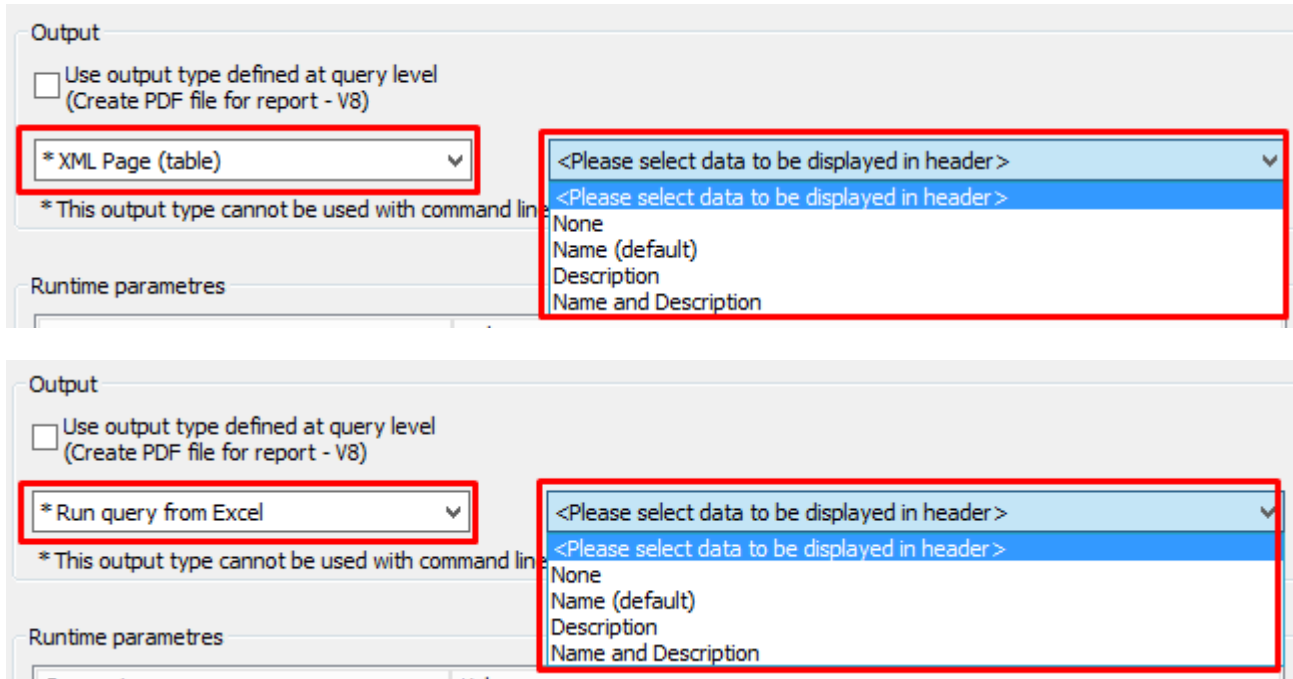 Output
Use output type defined at query level
(Create PDF file for report - V8)
* XML Page (table)
<Please select data to be displayed in header>
<Please select data to be displayed in header>
* This output type cannot be used with command line
None
Name (default)
Description
Runtime parametres
Name and Description
Output
Use output type defined at query level
(Create PDF file for report - V8)
* Run query from Excel
<Please select data to be displayed in header>
<Please select data to be displayed in header>
* This output type cannot be used with command line
None
Name (default)
Description
Runtime parametres
Name and Description